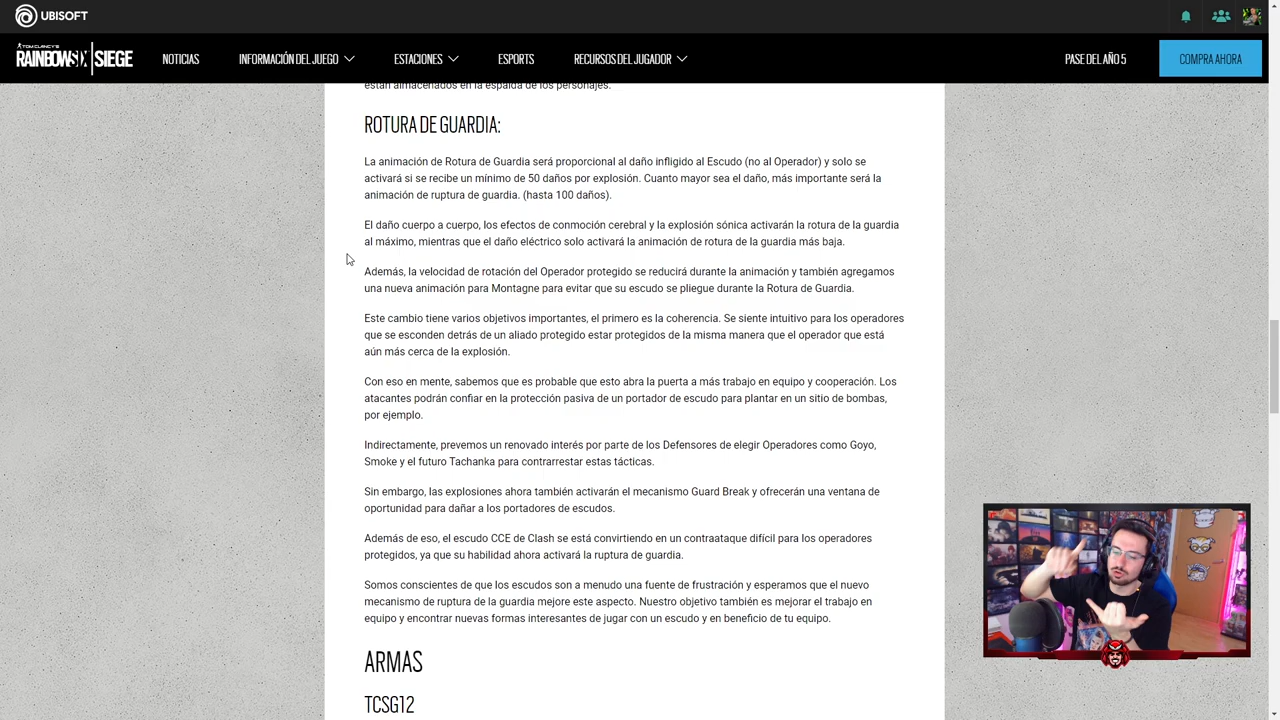 UBISOFT
TOM CLANCY'S
RAINBOWSIX|SIEGE
NOTICIAS
INFORMACIÓN DEL JUEGO
ESTACIONES
ESPORTS
RECURSOS DEL JUGADOR
PASE DEL AÑO 5
COMPRA AHORA
están almacenados en la espalda de los personajes.
ROTURA DE GUARDIA:
La animación de Rotura de Guardia será proporcional al daño infligido al Escudo (no al Operador) y solo se
activará si se recibe un mínimo de 50 daños por explosión. Cuanto mayor sea el daño, más importante será la
animación de ruptura de guardia. (hasta 100 daños).
El daño cuerpo a cuerpo, los efectos de conmoción cerebral y la explosión sónica activarán la rotura de la guardia
al máximo, mientras que el daño eléctrico solo activará la animación de rotura de la guardia más baja.
Además, la velocidad de rotación del Operador protegido se reducirá durante la animación y también agregamos
una nueva animación para Montagne para evitar que su escudo se pliegue durante la Rotura de Guardia.
Este cambio tiene varios objetivos importantes, el primero es la coherencia. Se siente intuitivo para los operadores
que se esconden detrás de un aliado protegido estar protegidos de la misma manera que el operador que está
aún más cerca de la explosión.
Con eso en mente, sabemos que es probable que esto abra la puerta a más trabajo en equipo y cooperación. Los
atacantes podrán confiar en la protección pasiva de un portador de escudo para plantar en un sitio de bombas,
por ejemplo.
Indirectamente, prevemos un renovado interés por parte de los Defensores de elegir Operadores como Goyo,
Smoke y el futuro Tachanka para contrarrestar estas tácticas.
Sin embargo, las explosiones ahora también activarán el mecanismo Guard Break y ofrecerán una ventana de
oportunidad para dañar a los portadores de escudos.
Además de eso, el escudo CCE de Clash se está convirtiendo en un contraataque difícil para los operadores
protegidos, ya que su habilidad ahora activará la ruptura de guardia.
Somos conscientes de que los escudos son a menudo una fuente de frustración y esperamos que el nuevo
mecanismo de ruptura de la guardia mejore este aspecto. Nuestro objetivo también es mejorar el trabajo en
equipo y encontrar nuevas formas interesantes de jugar con un escudo y en beneficio de tu equipo.
ARMAS
TCSG12